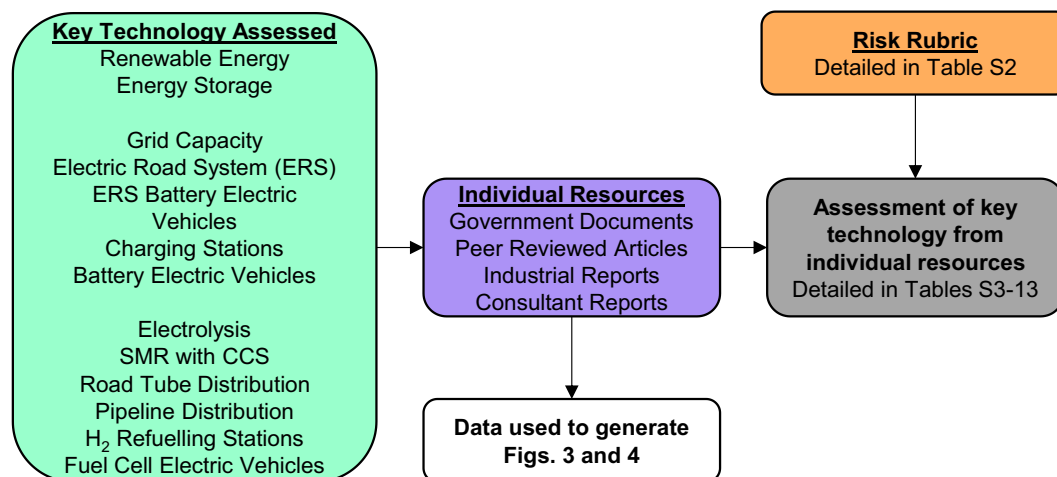 Key Technology Assessed
Renewable Energy
Energy Storage
Grid Capacity
Electric Road System (ERS)
ERS Battery Electric
Vehicles
Charging Stations
Battery Electric Vehicles
Electrolysis
SMR with CCS
Road Tube Distribution
Pipeline Distribution
H₂ Refuelling Stations
Fuel Cell Electric Vehicles
Individual Resources
Government Documents
Peer Reviewed Articles
Industrial Reports
Consultant Reports
Data used to generate
Figs. 3 and 4
Risk Rubric
Detailed in Table S2
Assessment of key
technology from
individual resources
Detailed in Tables S3-13